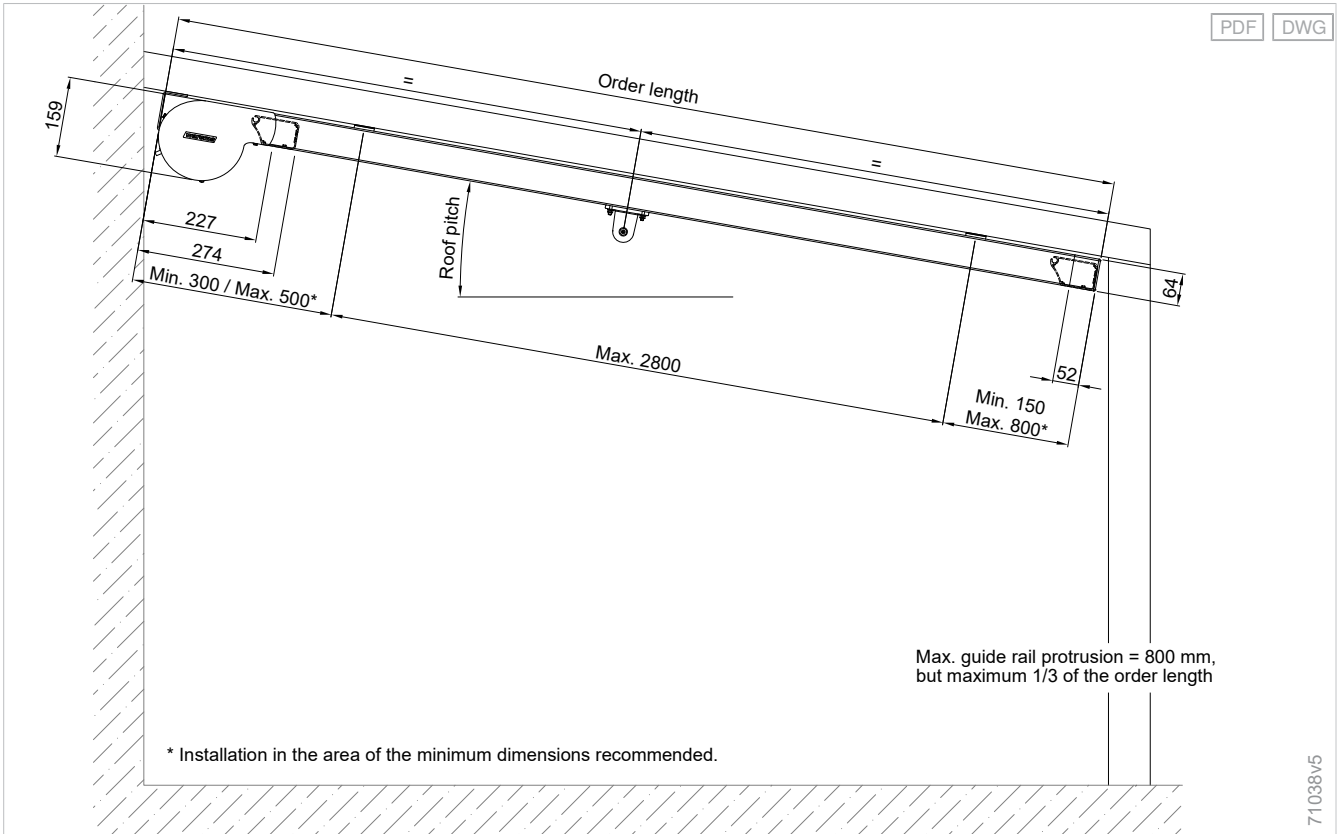 PDF DWG
Order length
=
=
159
227
274
Min. 300 / Max. 500*
Roof pitch
Max. 2800
64
52
Min. 150
Max. 800*
Max. guide rail protrusion = 800 mm,
but maximum 1/3 of the order length
* Installation in the area of the minimum dimensions recommended.
71038v5